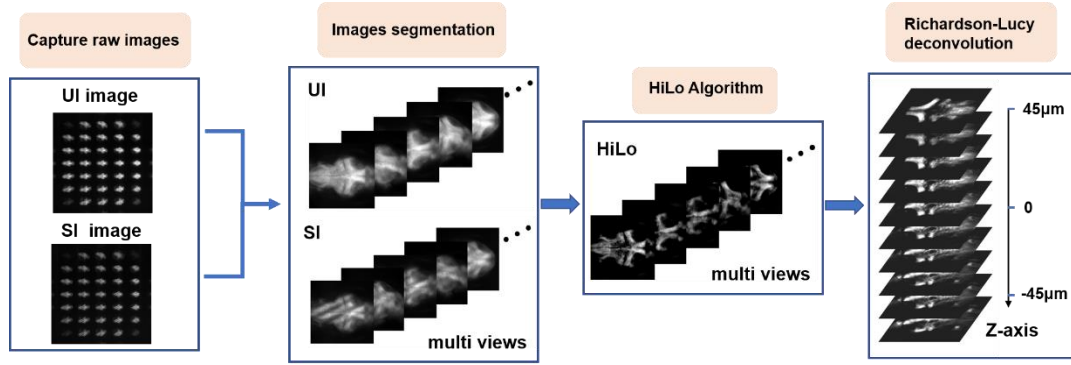 Capture raw images
UI image
SI image
Images segmentation
UI
SI
multi views
HiLo Algorithm
HiLo
multi views
Richardson-Lucy
deconvolution
45μm
0
-45μm
Z-axis